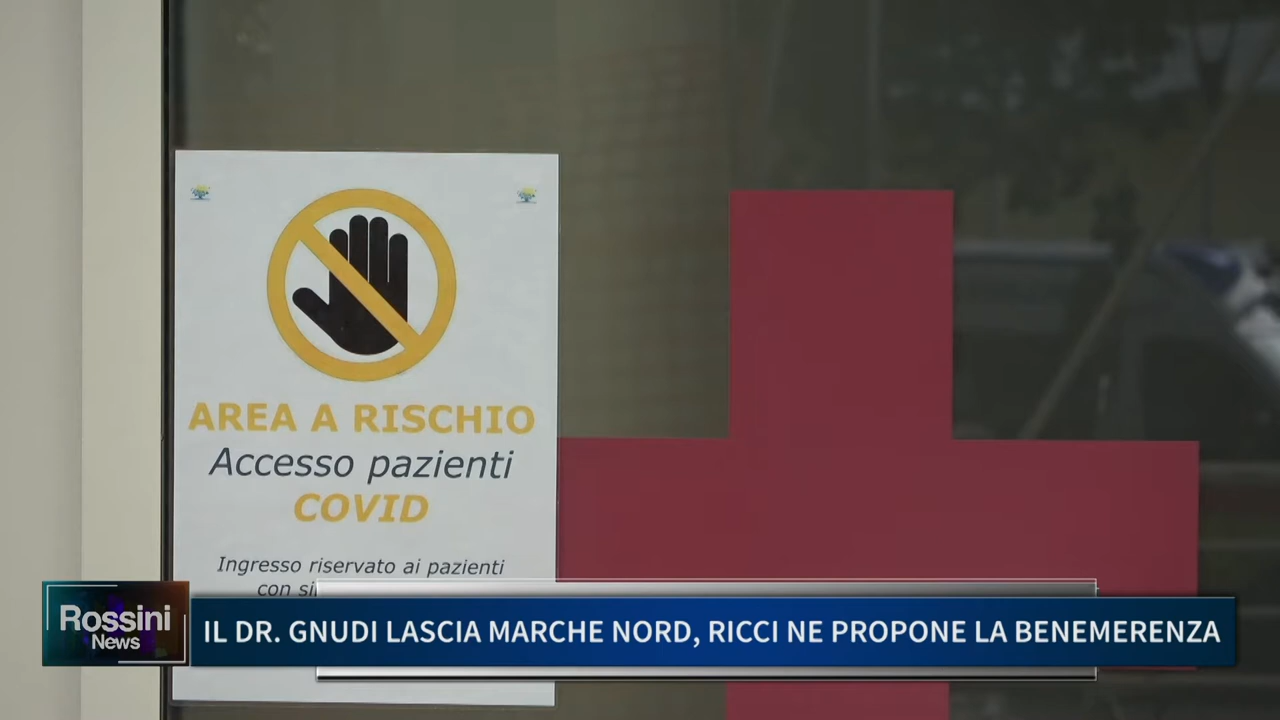 AREA A RISCHIO
Accesso pazienti
COVID
Ingresso riservato ai pazienti
con
Rossini
News
IL DR. GNUDI LASCIA MARCHE NORD, RICCI NE PROPONE LA BENEMERENZA